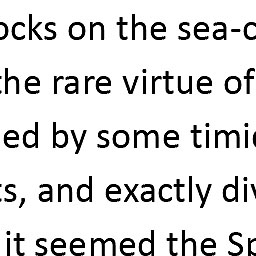 ocks on the sea-c
the rare virtue of
ed by some timi
ts, and exactly di
it seemed the Sp